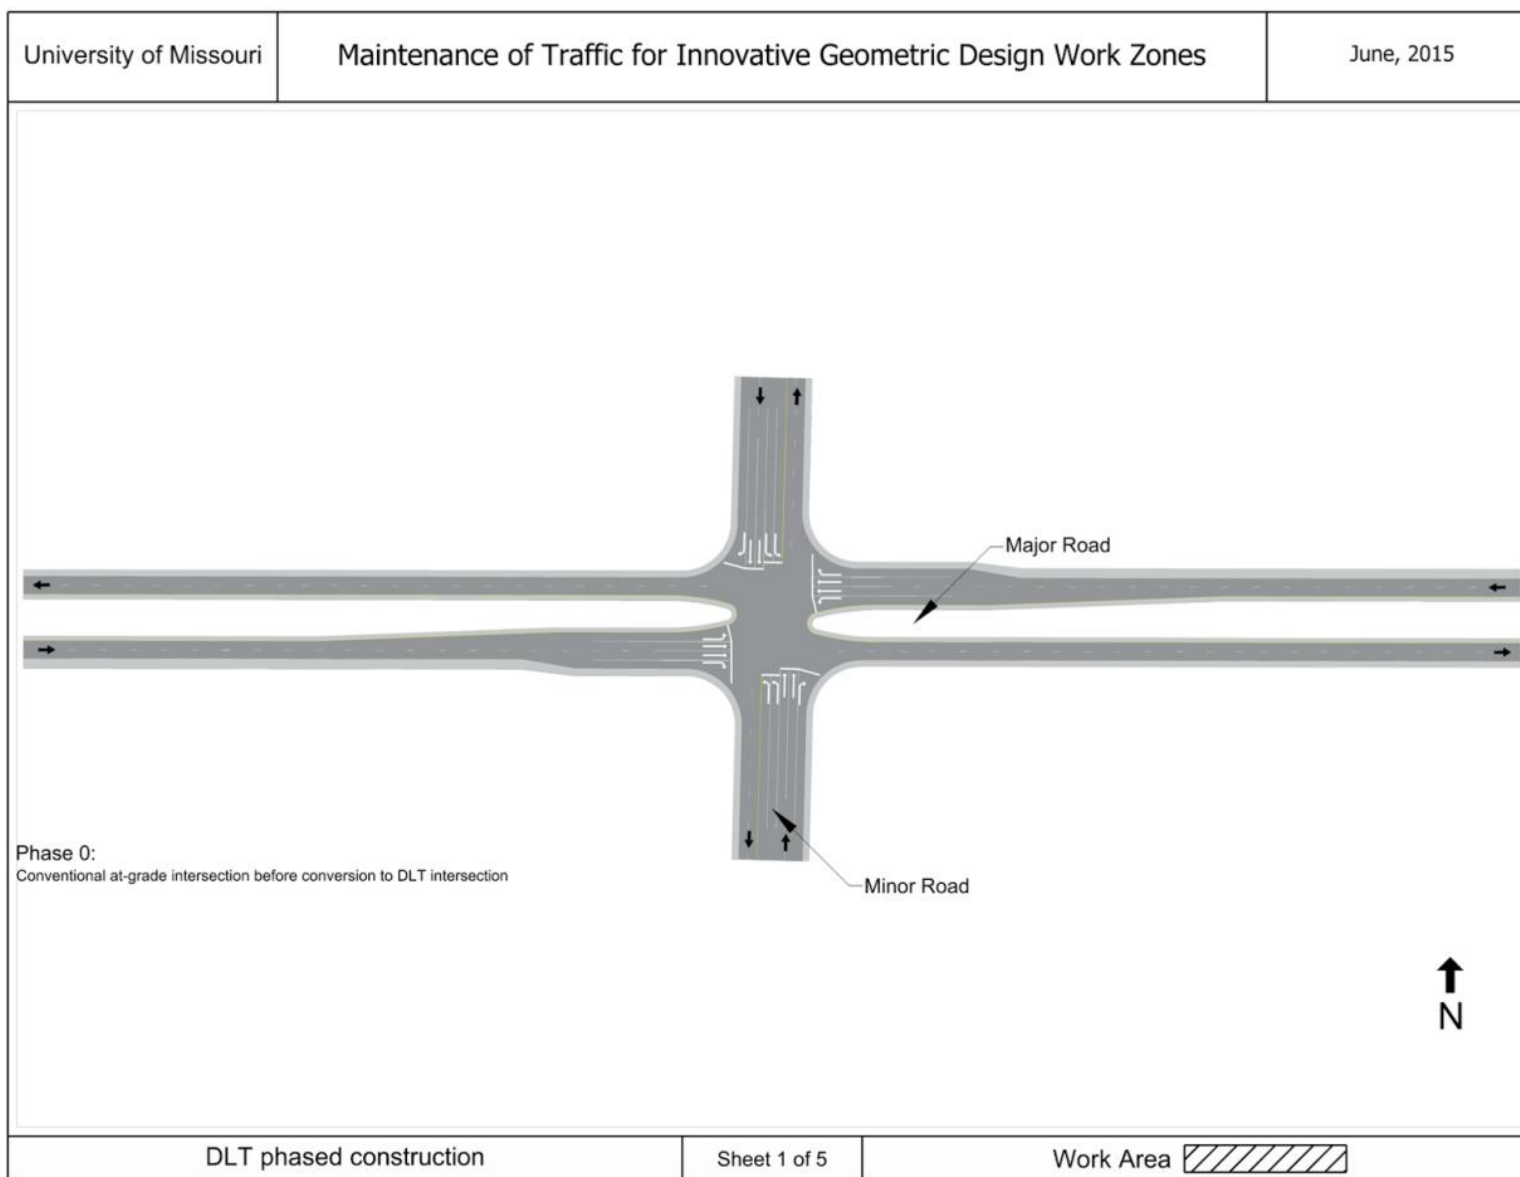 University of Missouri
Maintenance of Traffic for Innovative Geometric Design Work Zones
June, 2015
Major Road
Phase 0:
Conventional at-grade intersection before conversion to DLT intersection
Minor Road
N
DLT phased construction
Sheet 1 of 5
Work Area